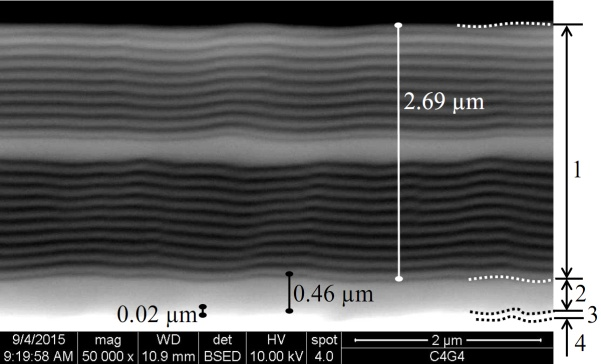 2.69 µm
1
0.46 µm
2
0.02 µm
3
4
9/4/2015 mag WD det HV spot 2 µm
9:19:58 AM 50 000 x 10.9 mm BSED 10.00 kV 4.0 C4G4